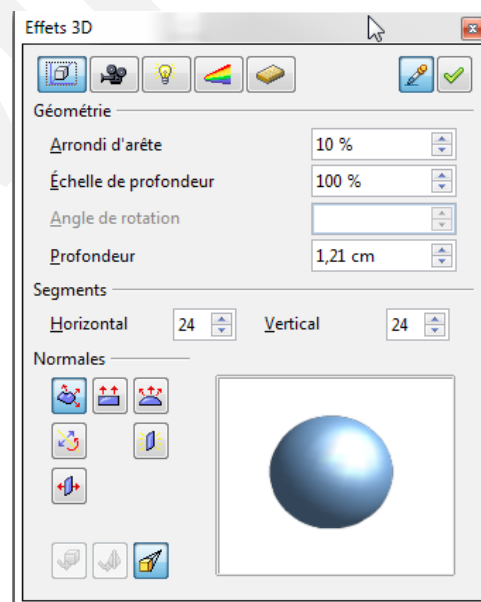 Effets 3D
Géométrie
Arrondi d'arête 10 %
Échelle de profondeur 100 %
Angle de rotation
Profondeur 1,21 cm
Segments
Horizontal 24 Vertical 24
Normales